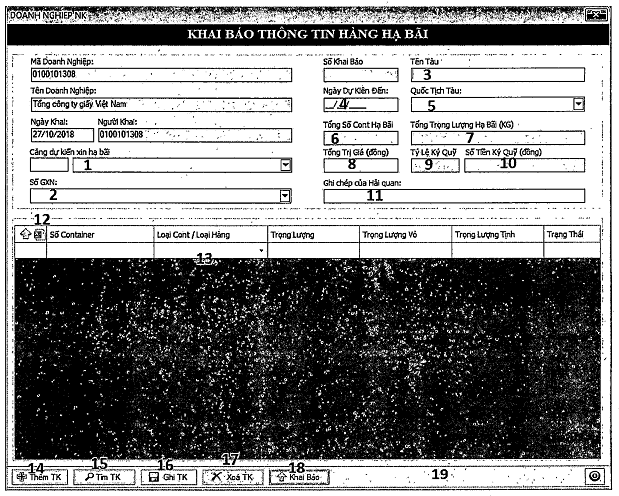 DOANH NGHIEP NK
KHAI BÁO THÔNG TIN HÀNG HẠ BÃI
Mã Doanh Nghiệp:
0100101308
Số Khai Báo
Tên Tàu
3
Tên Doanh Nghiệp:
Tổng công ty giấy Việt Nam
Ngày Dự Kiến Đến:
__/4/____
Quốc Tịch Tàu:
5
Ngày Khai:
27/10/2018
Người Khai:
0100101308
Tổng Số Cont Hạ Bãi
6
Tổng Trọng Lượng Hạ Bãi (KG)
7
Cảng dự kiến xin hạ bãi
1
Tổng Trị Giá (đồng)
8
Tỷ Lệ Ký Quỹ
9
Số Tiền Ký Quỹ (đồng)
10
Số GXN:
2
Ghi chép của Hải quan:
11
12
Số Container
Loại Cont / Loại Hàng
Trọng Lượng
Trọng Lượng Vỏ
Trọng Lượng Tịnh
Trạng Thái
13
14
15
16
17
18
19
Thêm TK
Tìm TK
Ghi TK
Xoá TK
Khai Báo